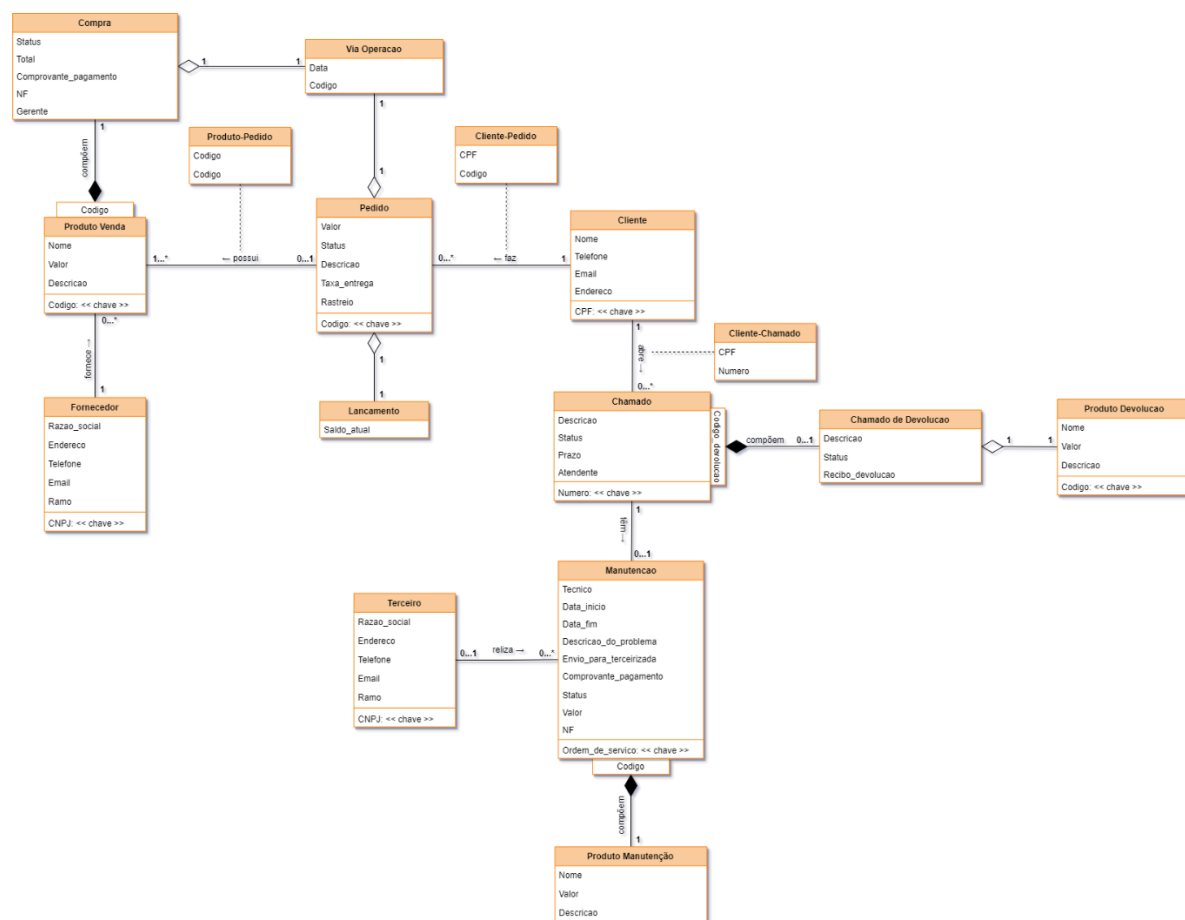 Compra
Status
Total
Comprovante_pagamento
NF
Gerente
1
1
Via Operacao
Data
Codigo
1
1
compõem
Produto-Pedido
Codigo
Codigo
Cliente-Pedido
CPF
Codigo
1
Codigo
Produto Venda
Nome
Valor
Descricao
Codigo: << chave >>
1...*
← possui
0...1
Pedido
Valor
Status
Descricao
Taxa_entrega
Rastreio
Codigo: << chave >>
0...*
← faz
1
Cliente
Nome
Telefone
Email
Endereco
CPF: << chave >>
0...*
fornece →
1
1
1
1
abre →
0...*
Cliente-Chamado
CPF
Numero
Fornecedor
Razao_social
Endereco
Telefone
Email
Ramo
CNPJ: << chave >>
Lancamento
Saldo_atual
Chamado
Descricao
Status
Prazo
Atendente
Numero: << chave >>
Codigo_devolucao
compõem
0...1
Chamado de Devolucao
Descricao
Status
Recibo_devolucao
1
1
Produto Devolucao
Nome
Valor
Descricao
Codigo: << chave >>
1
têm →
0...1
Terceiro
Razao_social
Endereco
Telefone
Email
Ramo
CNPJ: << chave >>
0...1
reliza →
0...*
Manutencao
Tecnico
Data_inicio
Data_fim
Descricao_do_problema
Envio_para_terceirizada
Comprovante_pagamento
Status
Valor
NF
Ordem_de_servico: << chave >>
Codigo
compõem
1
Produto Manutenção
Nome
Valor
Descricao